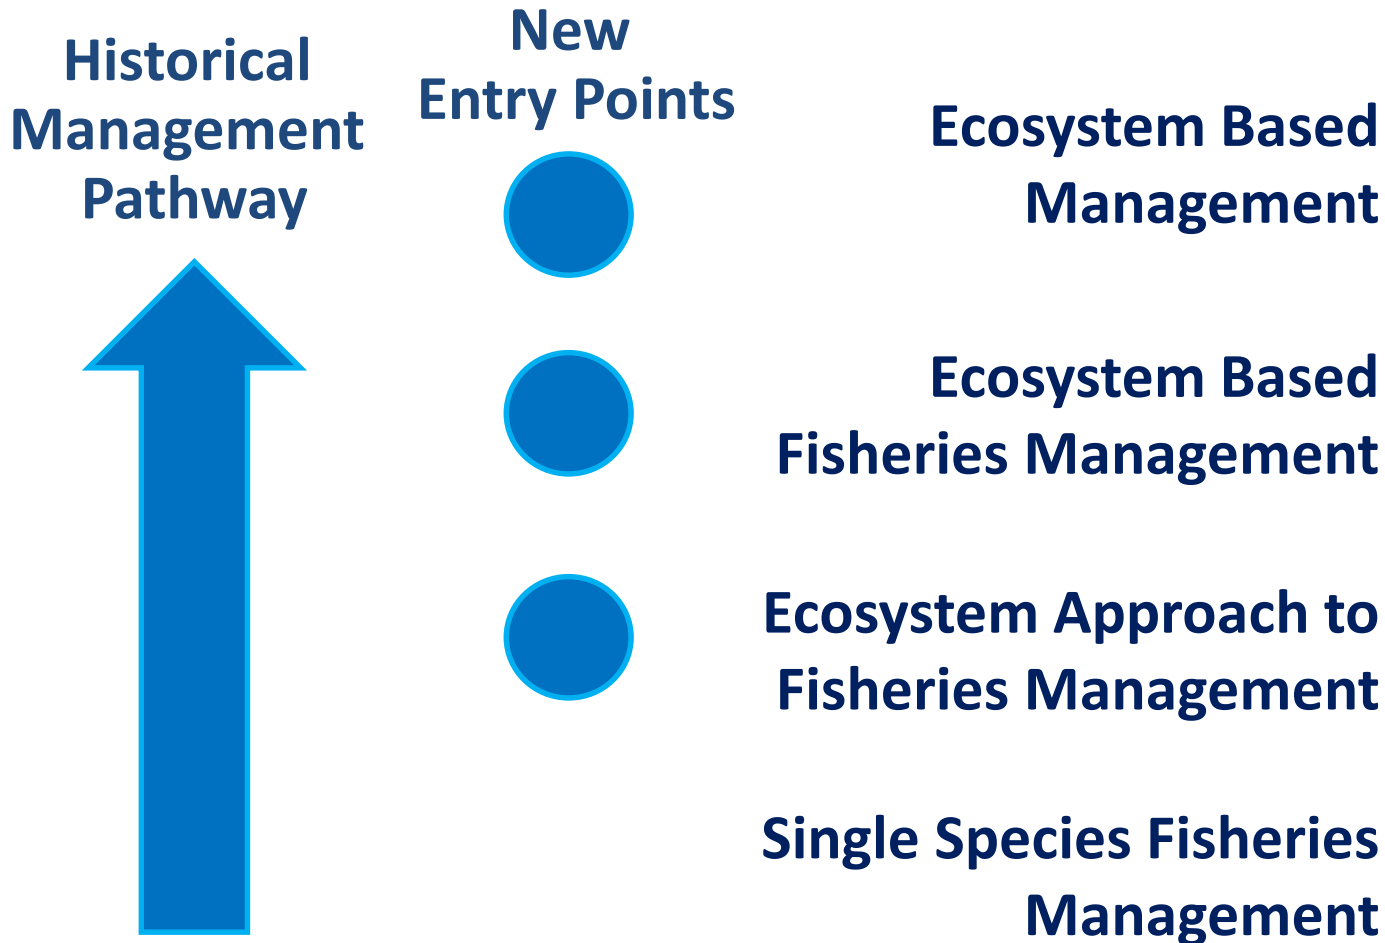 Historical
Management
Pathway
New
Entry Points
Ecosystem Based
Management
Ecosystem Based
Fisheries Management
Ecosystem Approach to
Fisheries Management
Single Species Fisheries
Management